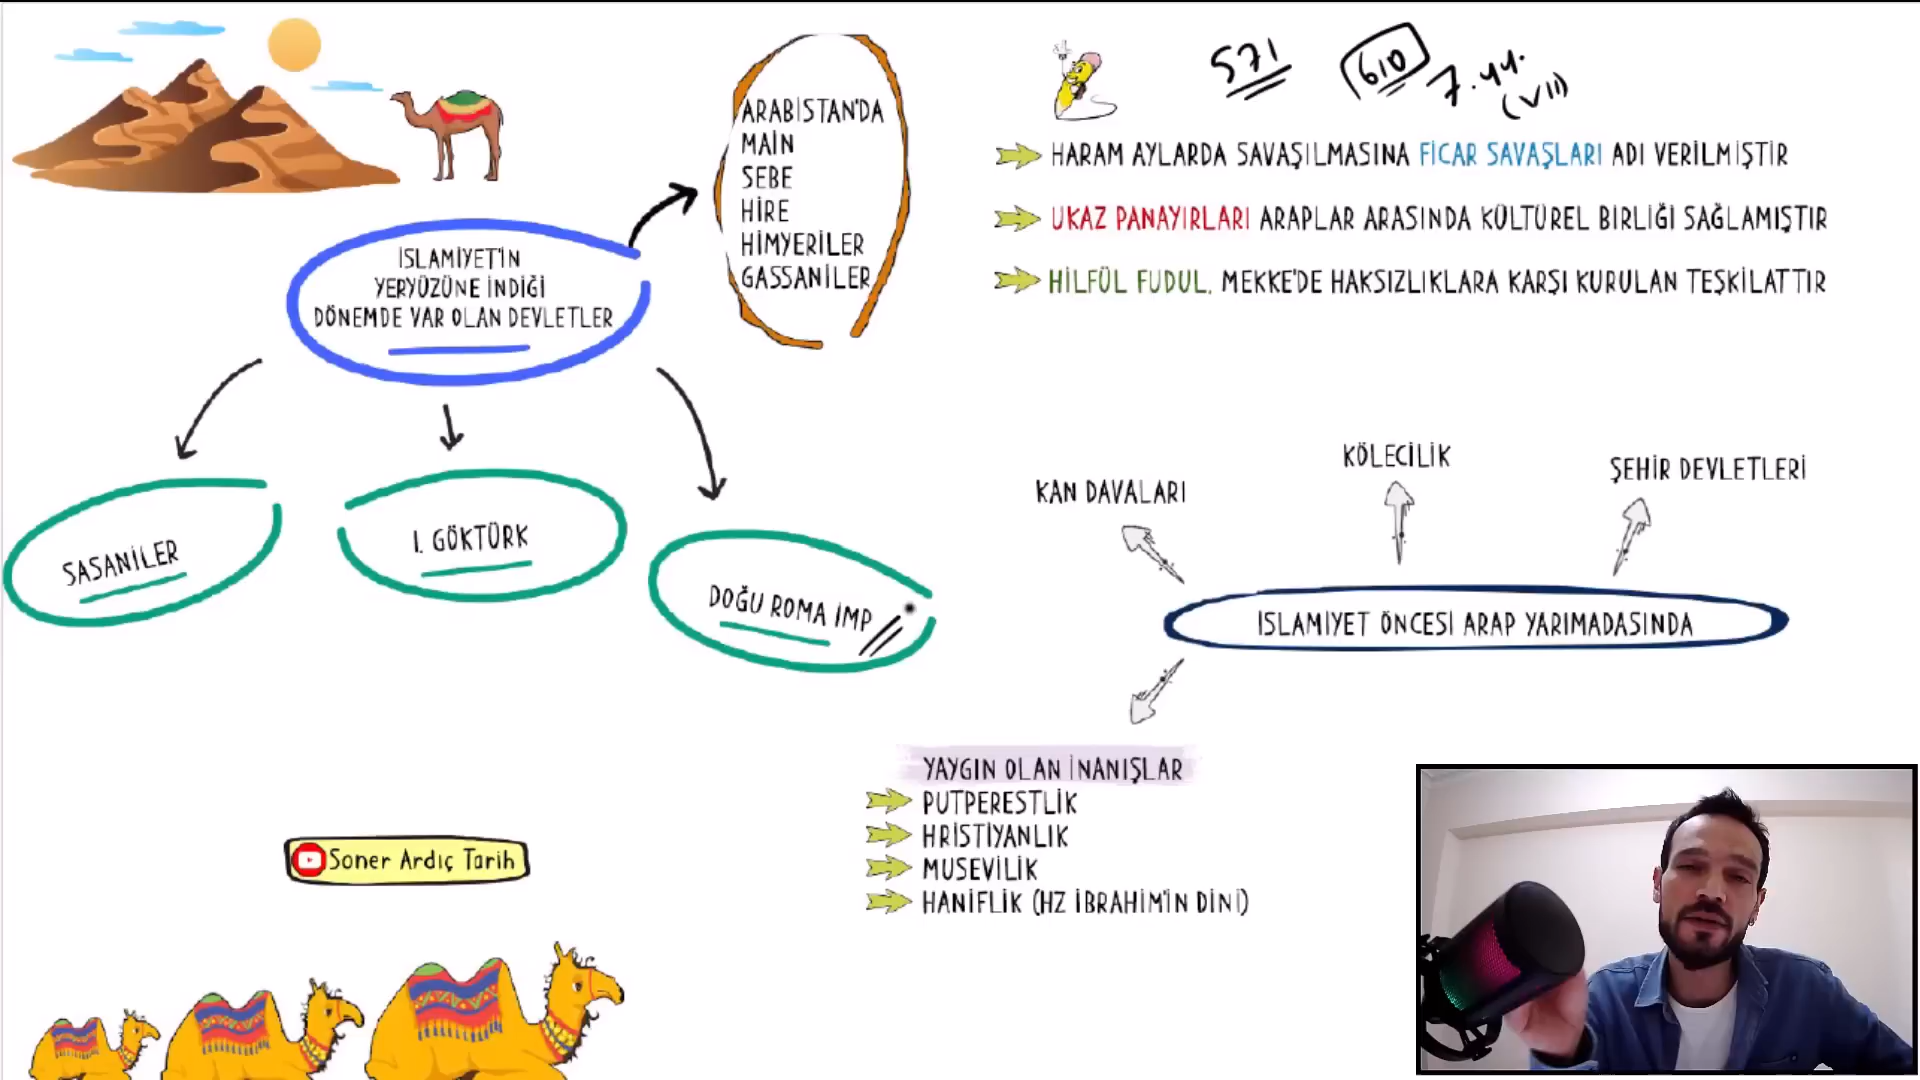 ARABİSTAN'DA
MAİN
SEBE
HİRE
HİMYERİLER
GASSANİLER
İSLAMİYET'İN
YERYÜZÜNE İNDİĞİ
DÖNEMDE VAR OLAN DEVLETLER
SASANİLER
I. GÖKTÜRK
DOĞU ROMA IMP
571
610
7. yy.
(VII)
HARAM AYLARDA SAVAŞILMASINA FİCAR SAVAŞLARI ADI VERİLMİŞTİR
UKAZ PANAYIRLARI ARAPLAR ARASINDA KÜLTÜREL BİRLİĞİ SAĞLAMIŞTIR
HİLFÜL FUDUL, MEKKE'DE HAKSIZLIKLARA KARŞI KURULAN TEŞKİLATTIR
KAN DAVALARI
KÖLECİLİK
ŞEHİR DEVLETLERİ
ISLAMIYET ÖNCESI ARAP YARIMADASINDA
YAYGIN OLAN İNANIŞLAR
PUTPERESTLİK
HRİSTİYANLIK
MUSEVİLİK
HANİFLİK (HZ İBRAHİM'İN DİNİ)
Soner Ardıç Tarih